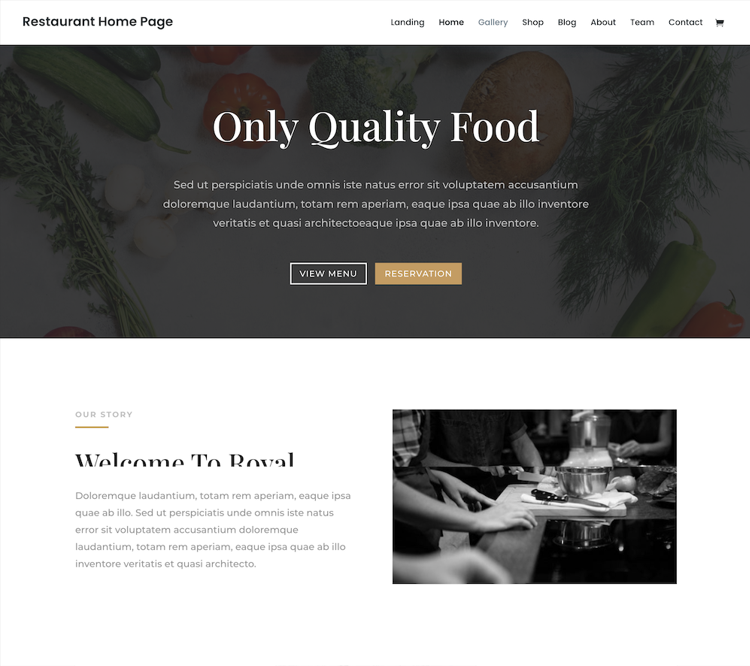 Restaurant Home Page
Landing Home Gallery Shop Blog About Team Contact
Only Quality Food
Sed ut perspiciatis unde omnis iste natus error sit voluptatem accusantium
doloremque laudantium, totam rem aperiam, eaque ipsa quae ab illo inventore
veritatis et quasi architectoeaque ipsa quae ab illo inventore.
VIEW MENU RESERVATION
OUR STORY
Welcome To Royal
Doloremque laudantium, totam rem aperiam, eaque ipsa
quae ab illo. Sed ut perspiciatis unde omnis iste natus
error sit voluptatem accusantium doloremque
laudantium, totam rem aperiam, eaque ipsa quae ab illo
inventore veritatis et quasi architecto.